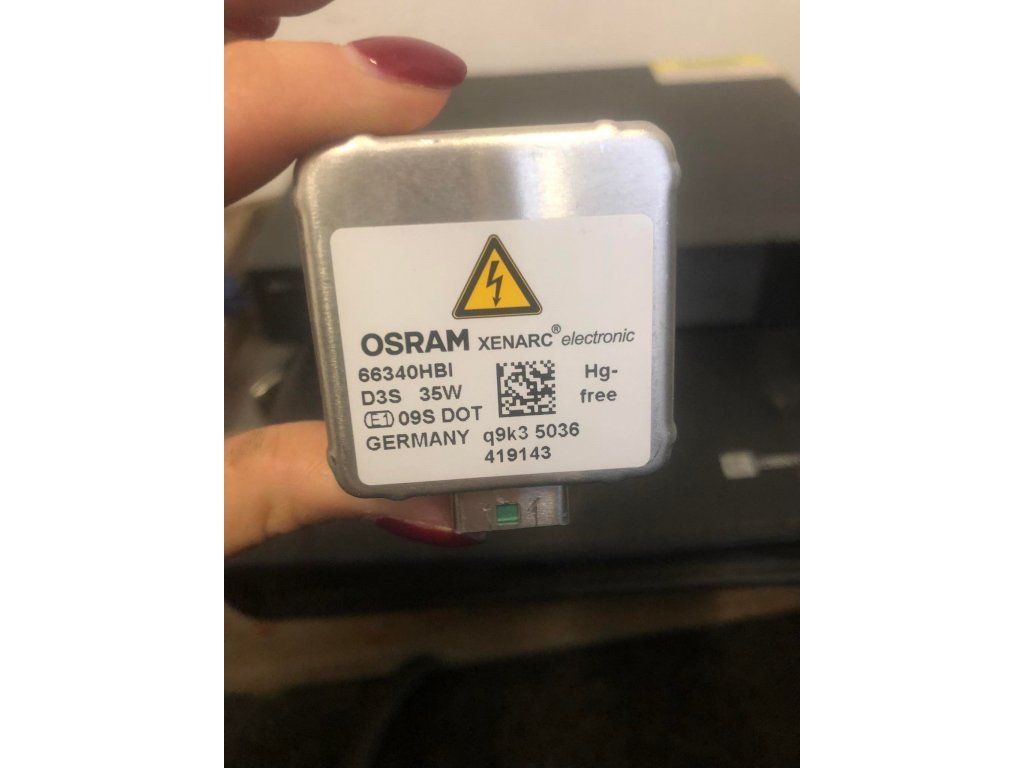 OSRAM XENARC® electronic
66340HBI
D3S 35W
Hg-
free
E1 09S DOT
GERMANY q9k3 5036
419143